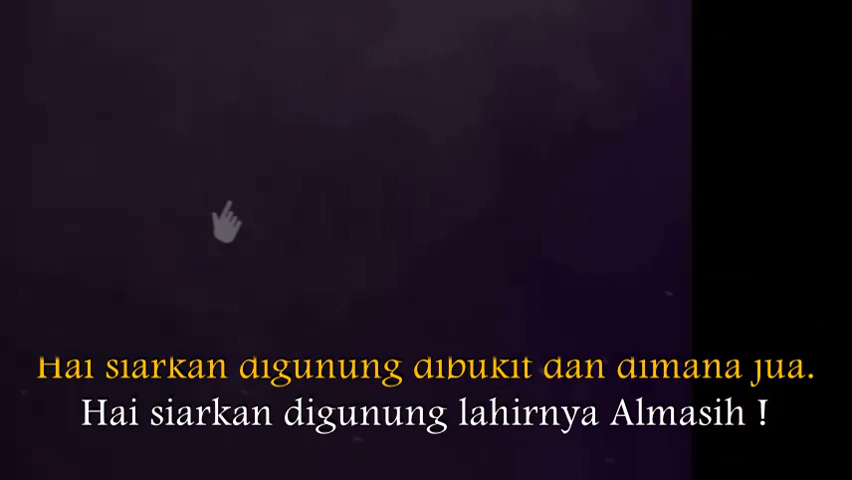 Hai siarkan digunung dibukit dan dimana jua.
Hai siarkan digunung lahirnya Almasih !